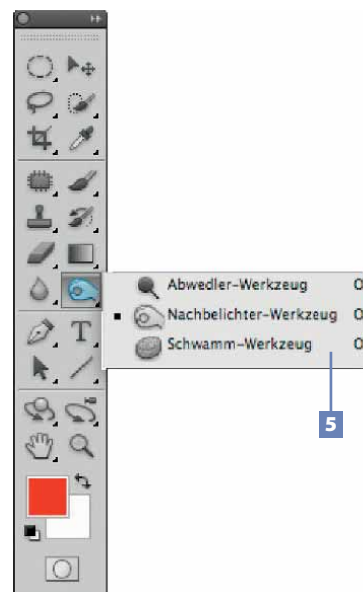 Abwedler-Werkzeug O
Nachbelichter-Werkzeug O
Schwamm-Werkzeug O
5
T